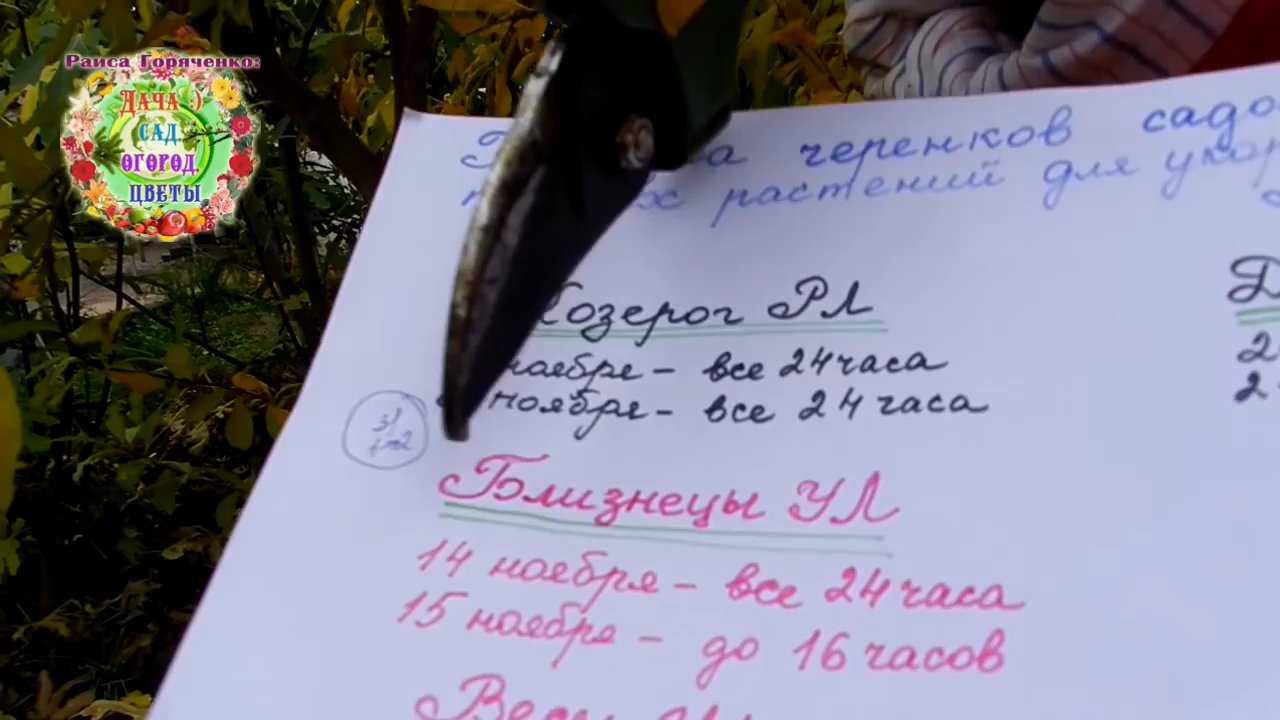 Раиса Горяченко:
Дача :)
сад,
огород,
цветы
черенков садо
растений для укор
Козерог РЛ
ноября - все 24 часа
ноября - все 24 часа
31
Близнецы УЛ
14 ноября - все 24 часа
15 ноября - до 16 часов